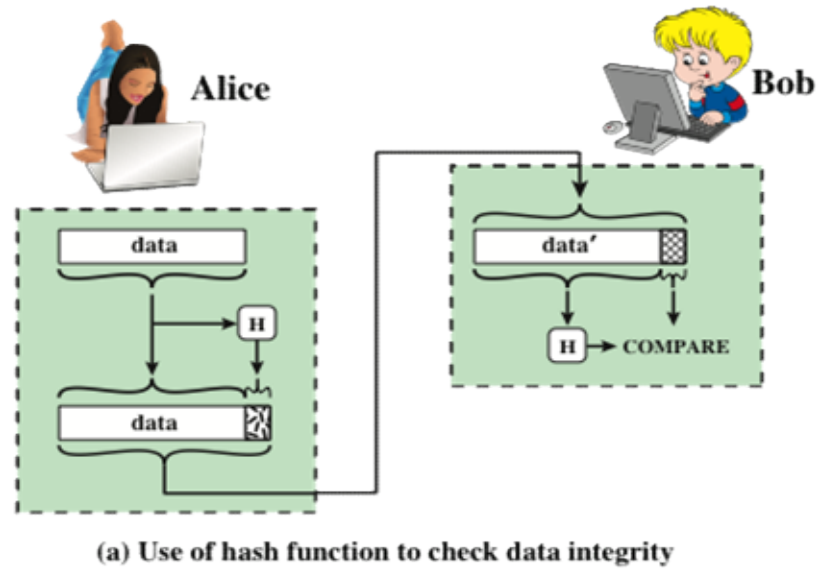 Alice
Bob
data
H
data
data′
H
COMPARE
(a) Use of hash function to check data integrity